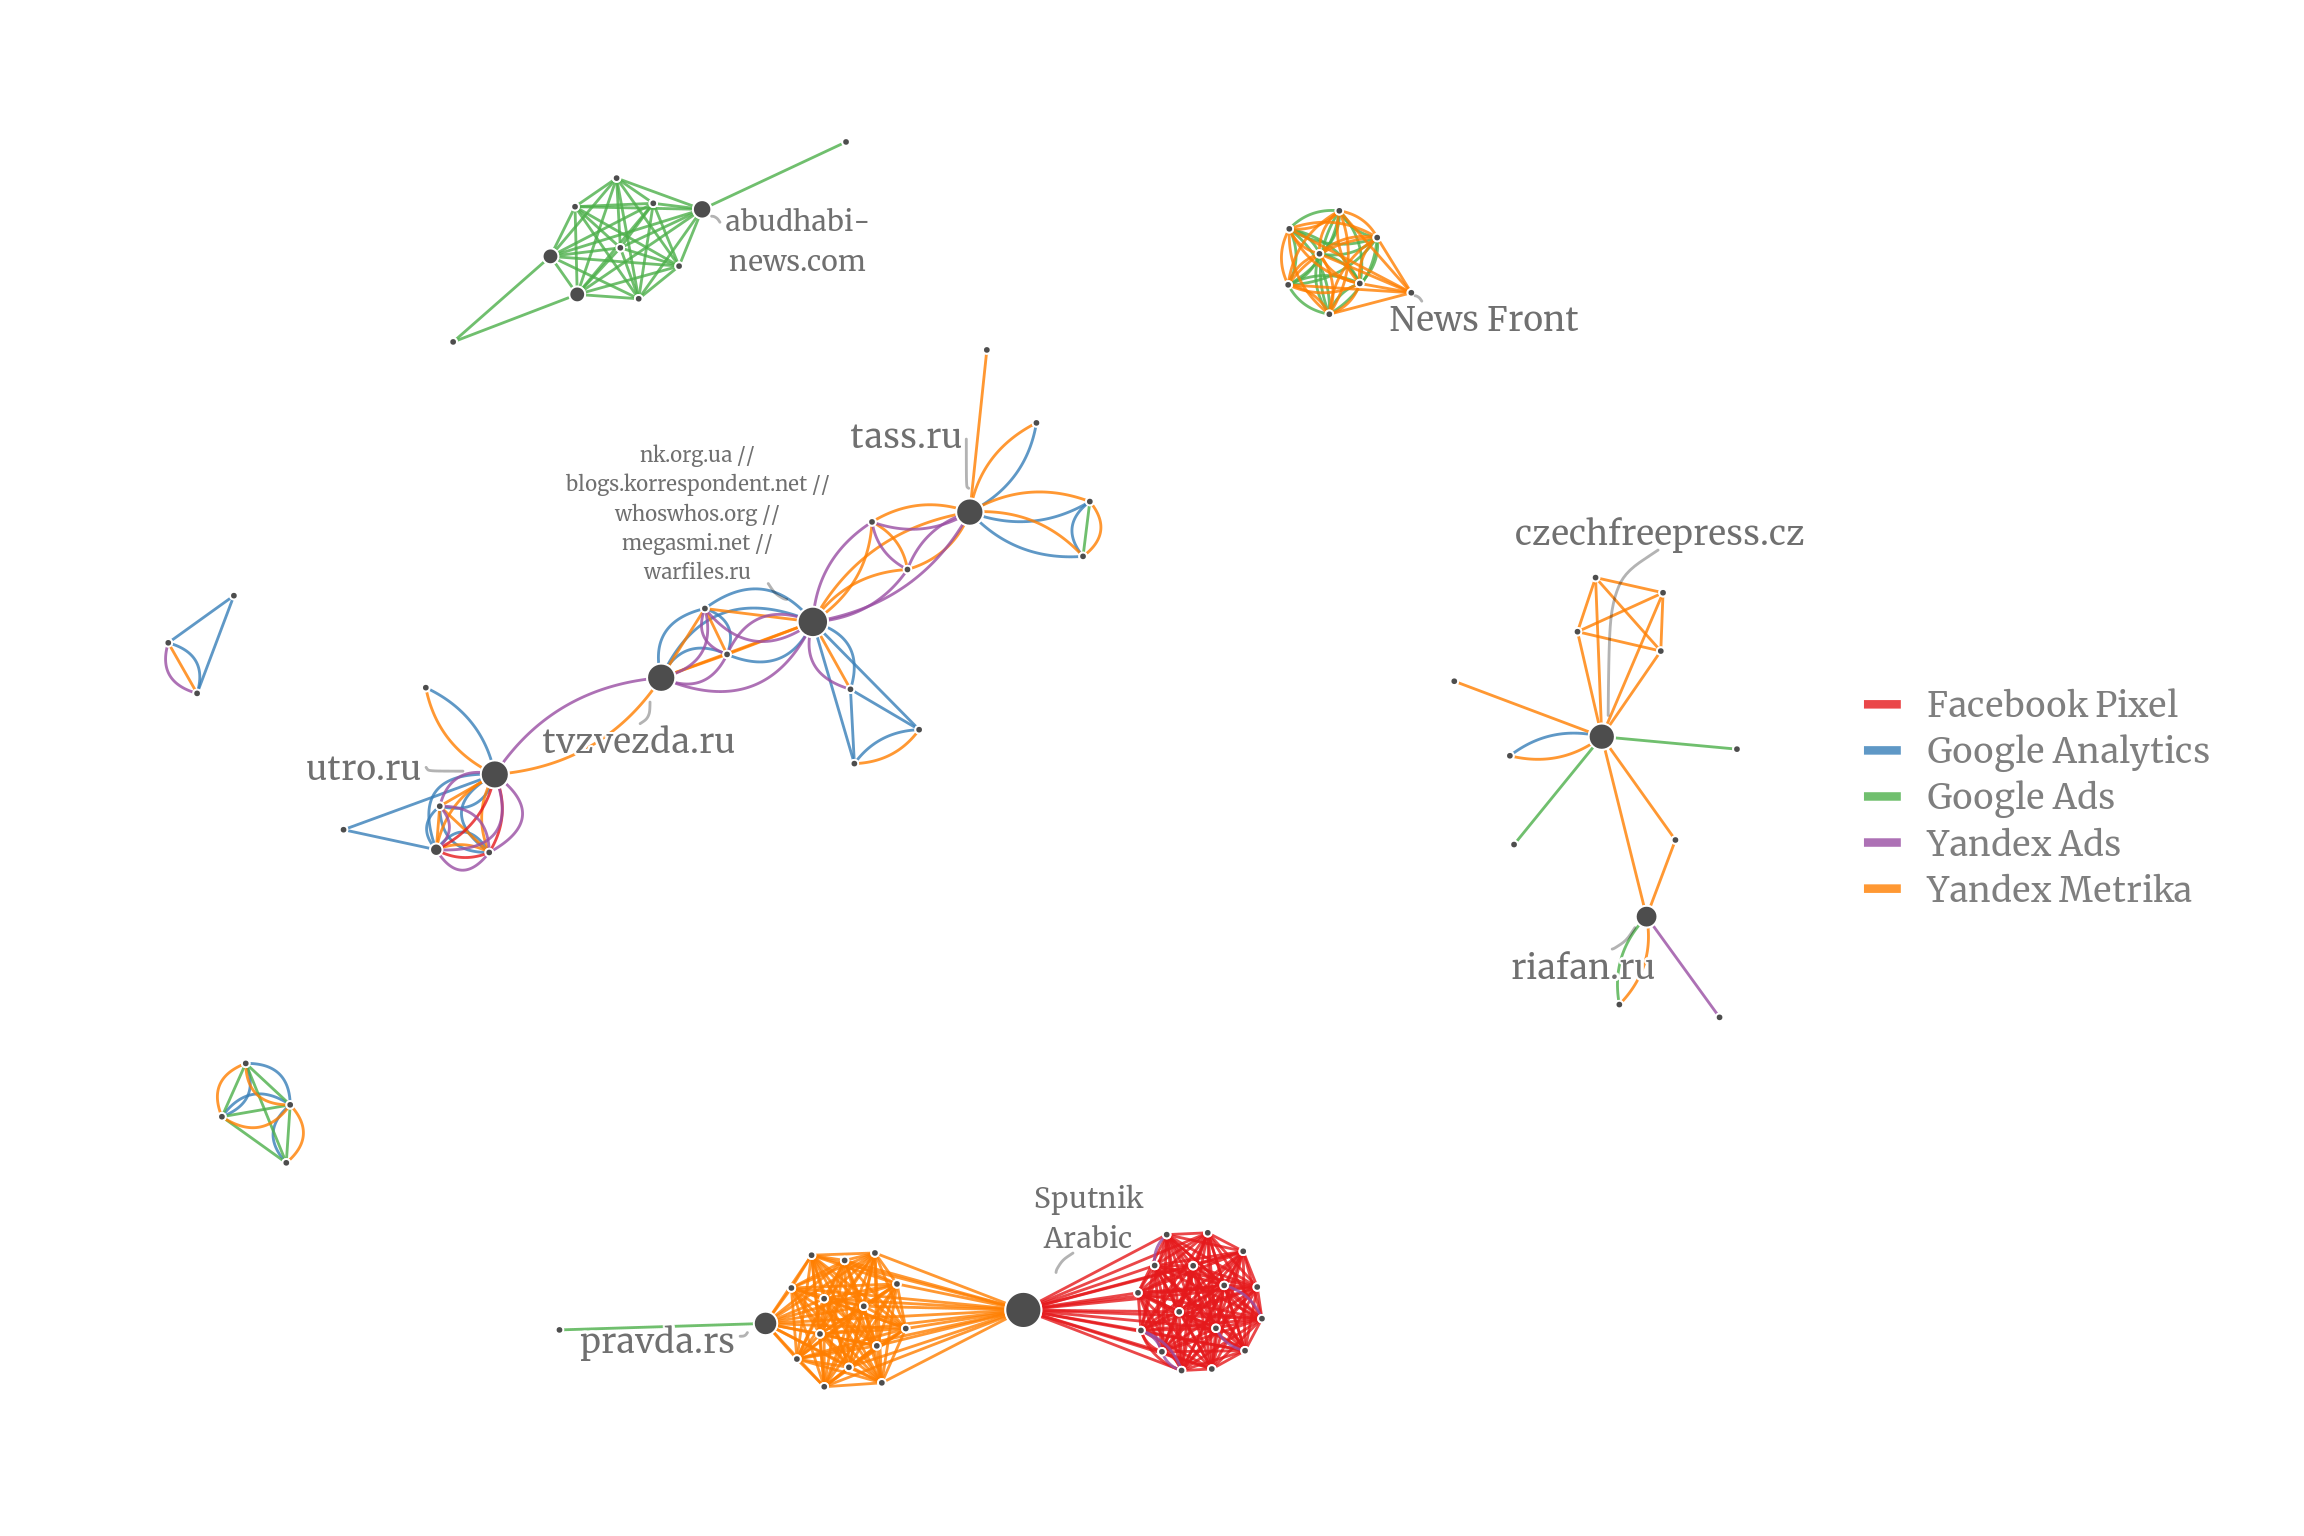 abudhabi-
news.com
News Front
tass.ru
nk.org.ua //
blogs.korrespondent.net //
whoswhos.org //
megasmi.net //
warfiles.ru
czechfreepress.cz
tvzvezda.ru
utro.ru
Facebook Pixel
Google Analytics
Google Ads
Yandex Ads
Yandex Metrika
riafan.ru
Sputnik
Arabic
pravda.rs